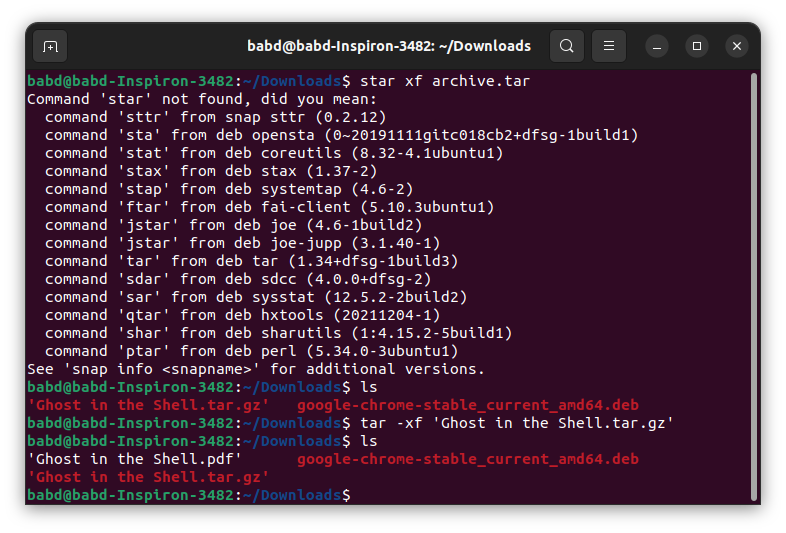 babd@babd-Inspiron-3482: ~/Downloads
babd@babd-Inspiron-3482:~/Downloads$ star xf archive.tar
Command 'star' not found, did you mean:
  command 'sttr' from snap sttr (0.2.12)
  command 'sta' from deb opensta (0~20191111gitc018cb2+dfsg-1build1)
  command 'stat' from deb coreutils (8.32-4.1ubuntu1)
  command 'stax' from deb stax (1.37-2)
  command 'stap' from deb systemtap (4.6-2)
  command 'ftar' from deb fai-client (5.10.3ubuntu1)
  command 'jstar' from deb joe (4.6-1build2)
  command 'jstar' from deb joe-jupp (3.1.40-1)
  command 'tar' from deb tar (1.34+dfsg-1build3)
  command 'sdar' from deb sdcc (4.0.0+dfsg-2)
  command 'sar' from deb sysstat (12.5.2-2build2)
  command 'qtar' from deb hxtools (20211204-1)
  command 'shar' from deb sharutils (1:4.15.2-5build1)
  command 'ptar' from deb perl (5.34.0-3ubuntu1)
See 'snap info <snapname>' for additional versions.
babd@babd-Inspiron-3482:~/Downloads$ ls
'Ghost in the Shell.tar.gz'   google-chrome-stable_current_amd64.deb
babd@babd-Inspiron-3482:~/Downloads$ tar -xf 'Ghost in the Shell.tar.gz'
babd@babd-Inspiron-3482:~/Downloads$ ls
'Ghost in the Shell.pdf'      google-chrome-stable_current_amd64.deb
'Ghost in the Shell.tar.gz'
babd@babd-Inspiron-3482:~/Downloads$